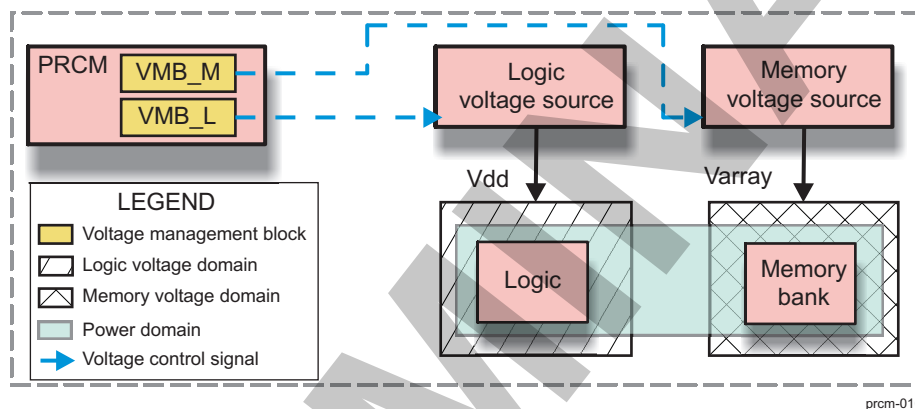 PRCM
VMB_M
VMB_L
Logic
voltage source
Memory
voltage source
Vdd
Varray
LEGEND
Voltage management block
Logic voltage domain
Memory voltage domain
Power domain
Voltage control signal
Logic
Memory
bank
prcm-01